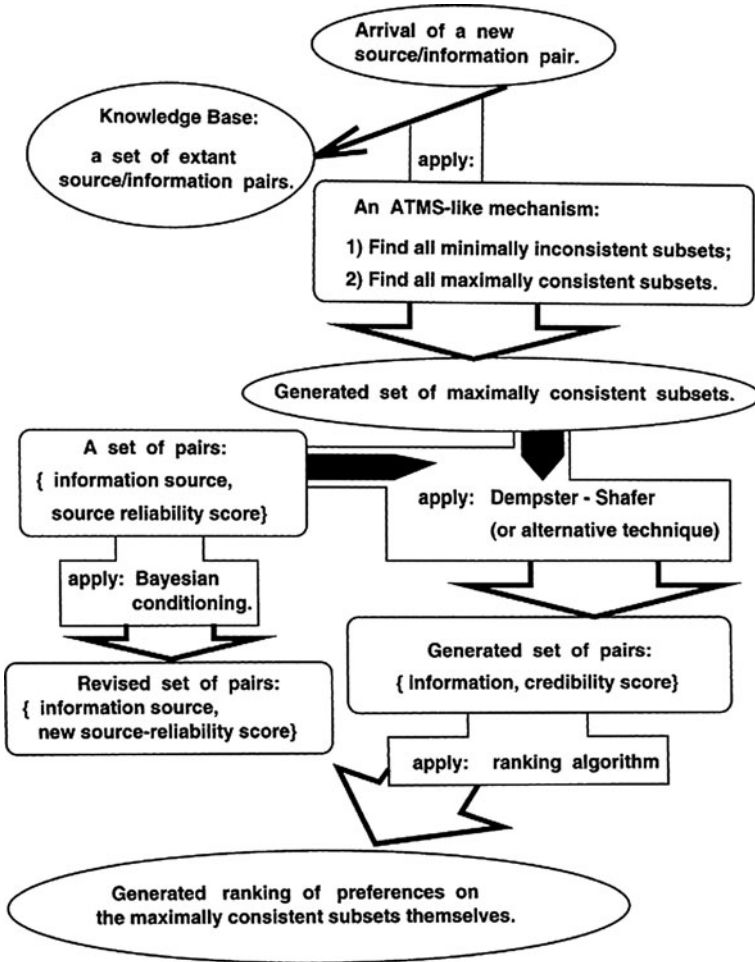 Arrival of a new
source/information pair.
Knowledge Base:
a set of extant
source/information pairs.
apply:
An ATMS-like mechanism:
1) Find all minimally inconsistent subsets;
2) Find all maximally consistent subsets.
Generated set of maximally consistent subsets.
A set of pairs:
{ information source,
source reliability score}
apply: Dempster - Shafer
(or alternative technique)
apply: Bayesian
conditioning.
Generated set of pairs:
{ information, credibility score}
Revised set of pairs:
{ information source,
new source-reliability score}
apply: ranking algorithm
Generated ranking of preferences on
the maximally consistent subsets themselves.